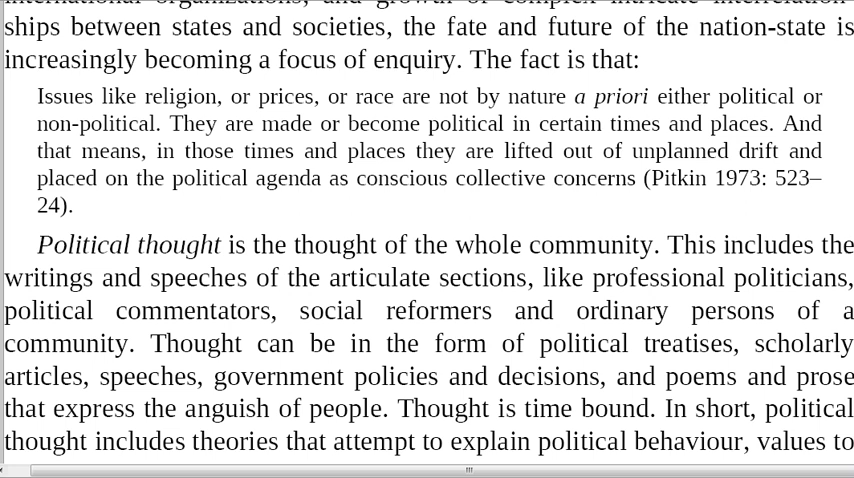 international organizations, and growth of complex intricate interrelation-
ships between states and societies, the fate and future of the nation-state is
increasingly becoming a focus of enquiry. The fact is that:
Issues like religion, or prices, or race are not by nature a priori either political or
non-political. They are made or become political in certain times and places. And
that means, in those times and places they are lifted out of unplanned drift and
placed on the political agenda as conscious collective concerns (Pitkin 1973: 523–
24).
Political thought is the thought of the whole community. This includes the
writings and speeches of the articulate sections, like professional politicians,
political commentators, social reformers and ordinary persons of a
community. Thought can be in the form of political treatises, scholarly
articles, speeches, government policies and decisions, and poems and prose
that express the anguish of people. Thought is time bound. In short, political
thought includes theories that attempt to explain political behaviour, values to